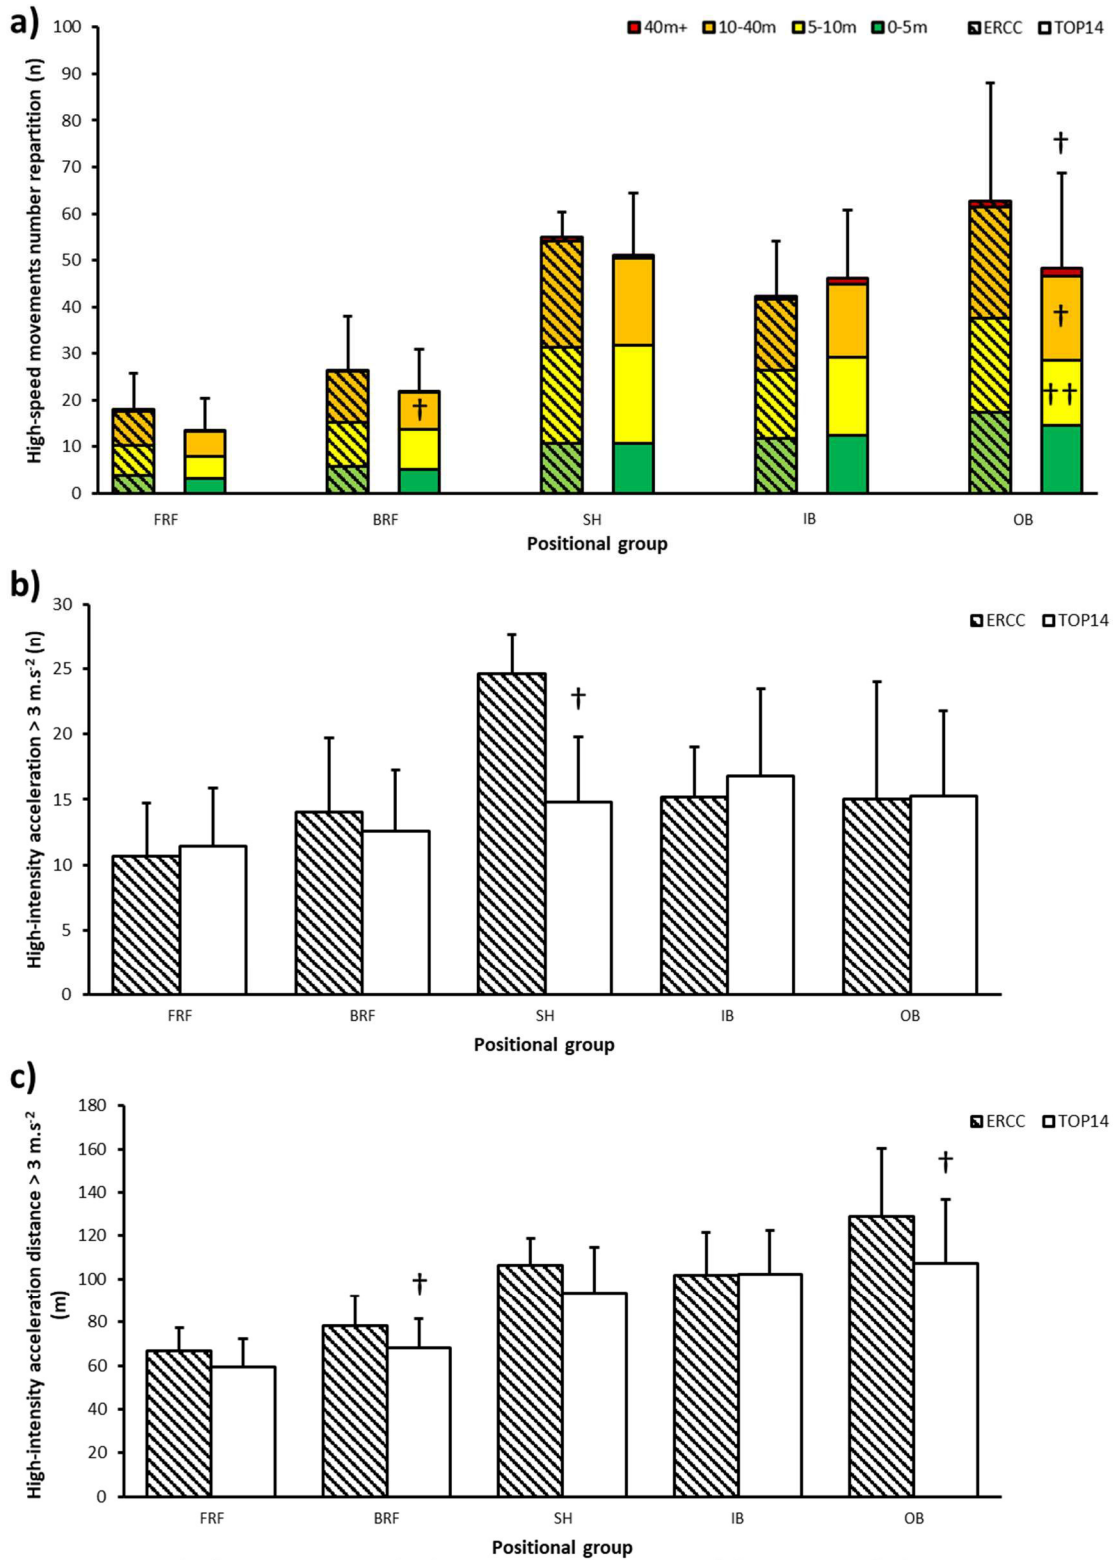 a)
40m+ 10-40m 5-10m 0-5m ERCC TOP14
High-speed movements number repartition (n)
100
90
80
70
60
50
40
30
20
10
0
†
†
†
††
FRF BRF SH IB OB
Positional group
b)
ERCC TOP14
High-intensity acceleration > 3 m.s-2 (n)
30
25
20
15
10
5
0
†
FRF BRF SH IB OB
Positional group
c)
ERCC TOP14
High-intensity acceleration distance > 3 m.s-2
(m)
180
160
140
120
100
80
60
40
20
0
†
†
FRF BRF SH IB OB
Positional group